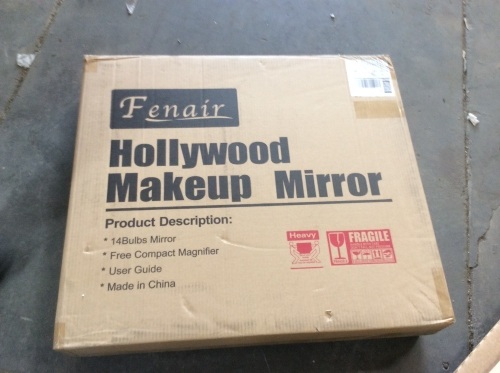 Fenair
Hollywood
Makeup Mirror
Product Description:
* 14Bulbs Mirror
* Free Compact Magnifier
* User Guide
* Made in China
Heavy
FRAGILE